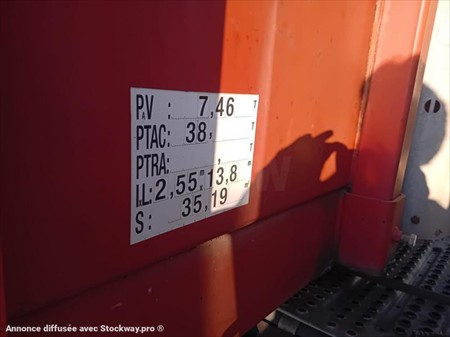 P.V : 7,46 T
A
PTAC : 38, T
PTRA : , T
l,L: 2,55 m x 13,8 m
S : 35,19 m²
Annonce diffusée avec Stockway.pro ®